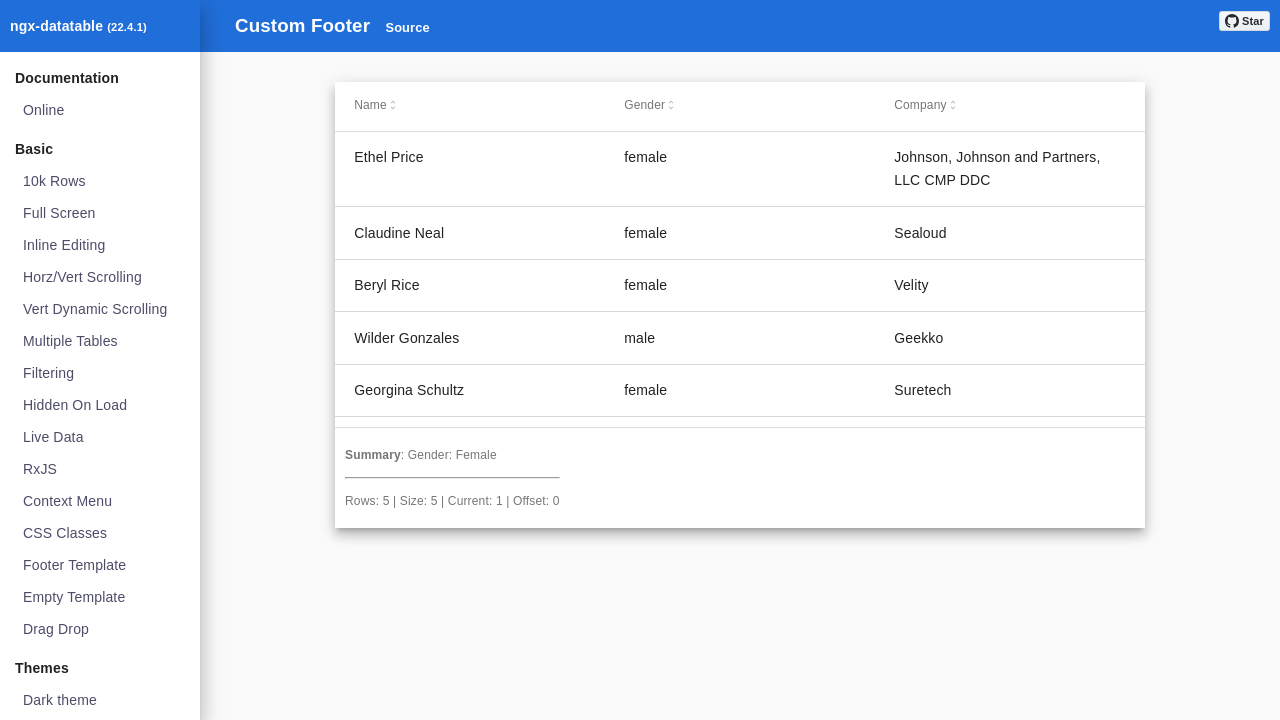 ngx-datatable (22.4.1)
Custom Footer Source
Star
Documentation
Online
Basic
10k Rows
Full Screen
Inline Editing
Horz/Vert Scrolling
Vert Dynamic Scrolling
Multiple Tables
Filtering
Hidden On Load
Live Data
RxJS
Context Menu
CSS Classes
Footer Template
Empty Template
Drag Drop
Themes
Dark theme
Name Gender Company
Ethel Price female Johnson, Johnson and Partners,
LLC CMP DDC
Claudine Neal female Sealoud
Beryl Rice female Velity
Wilder Gonzales male Geekko
Georgina Schultz female Suretech
Summary: Gender: Female
Rows: 5 | Size: 5 | Current: 1 | Offset: 0